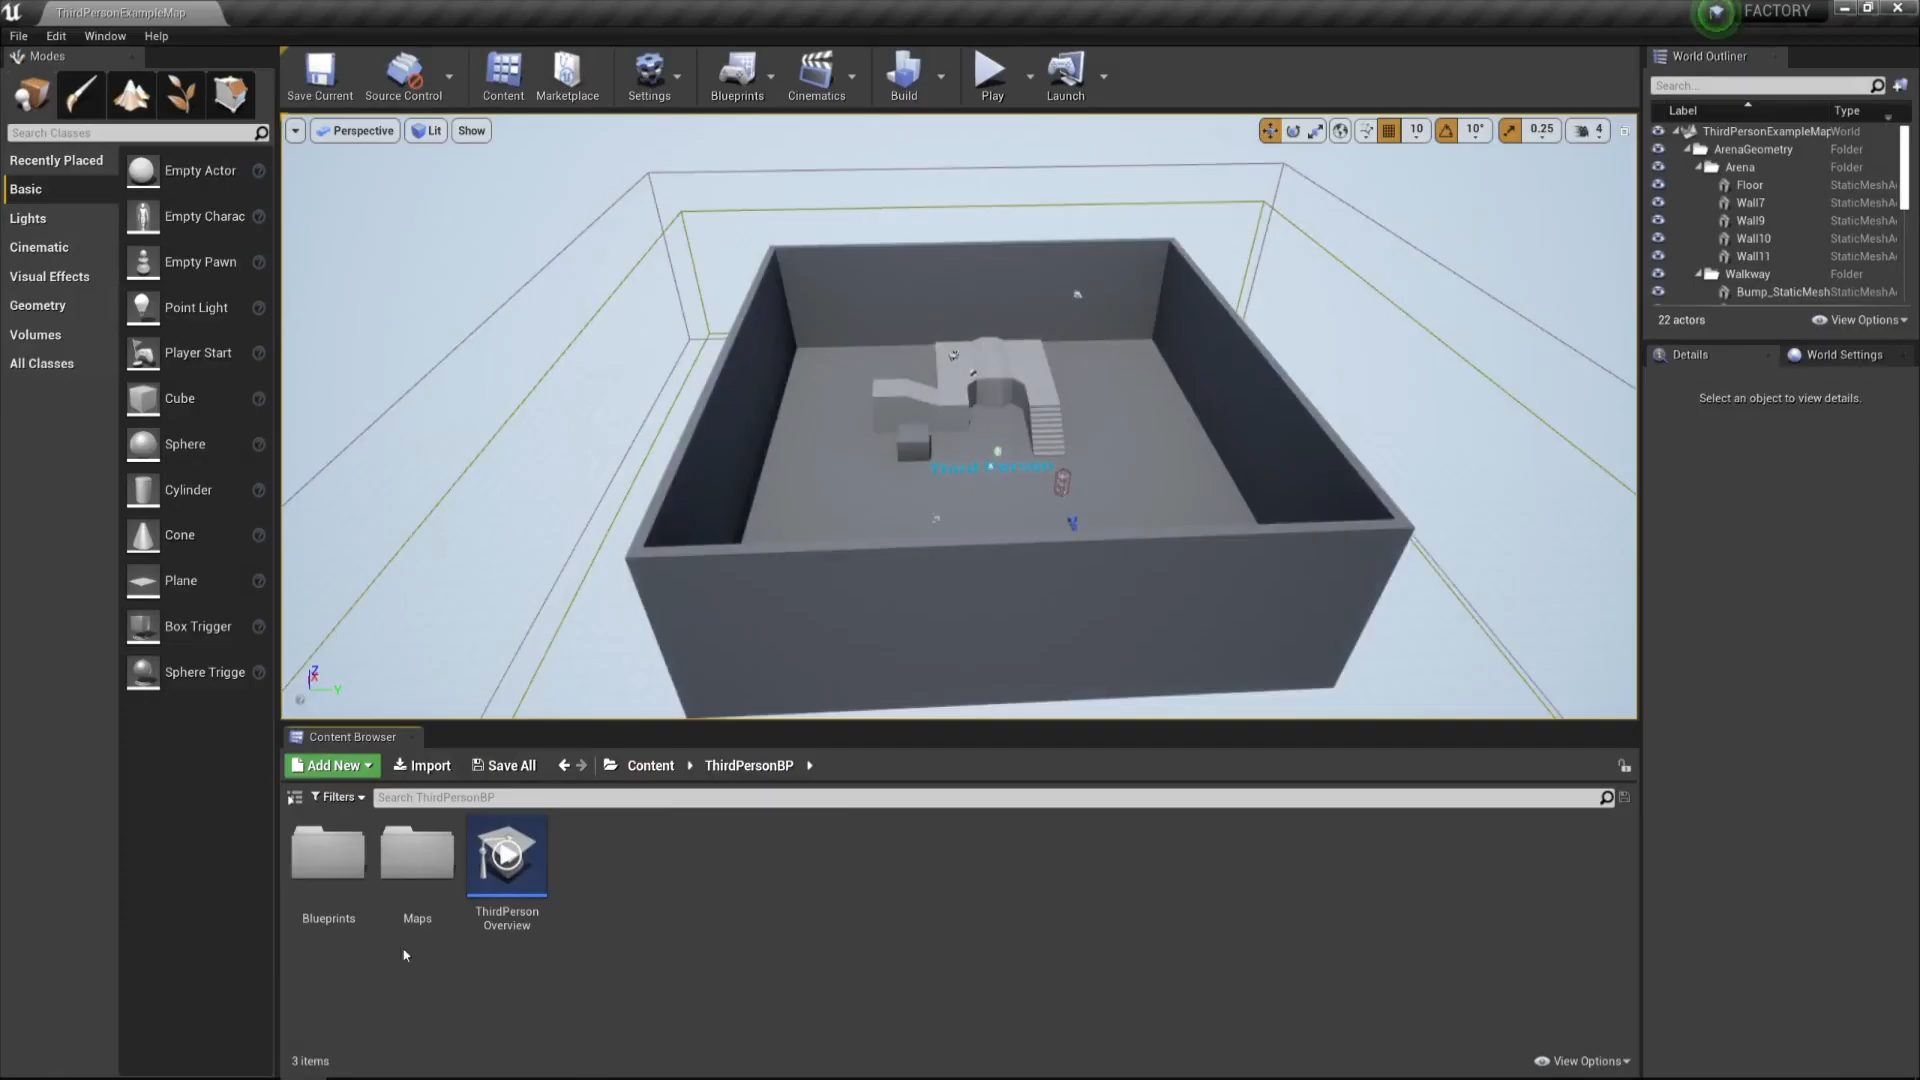 ThirdPersonExampleMap
FACTORY
File Edit Window Help
Modes
Search Classes
Recently Placed
Basic
Lights
Cinematic
Visual Effects
Geometry
Volumes
All Classes
Empty Actor
Empty Charac
Empty Pawn
Point Light
Player Start
Cube
Sphere
Cylinder
Cone
Plane
Box Trigger
Sphere Trigge
Save Current Source Control Content Marketplace Settings Blueprints Cinematics Build Play Launch
Perspective Lit Show
10 10° 0.25 4
Z
X
Y
World Outliner
Search...
Label Type
ThirdPersonExampleMap World
ArenaGeometry Folder
Arena Folder
Floor StaticMeshA
Wall7 StaticMeshA
Wall9 StaticMeshA
Wall10 StaticMeshA
Wall11 StaticMeshA
Walkway Folder
Bump_StaticMesh StaticMeshA
22 actors View Options
Details World Settings
Select an object to view details.
Content Browser
Add New Import Save All Content ThirdPersonBP
Filters Search ThirdPersonBP
Blueprints
Maps
ThirdPerson
Overview
3 items View Options